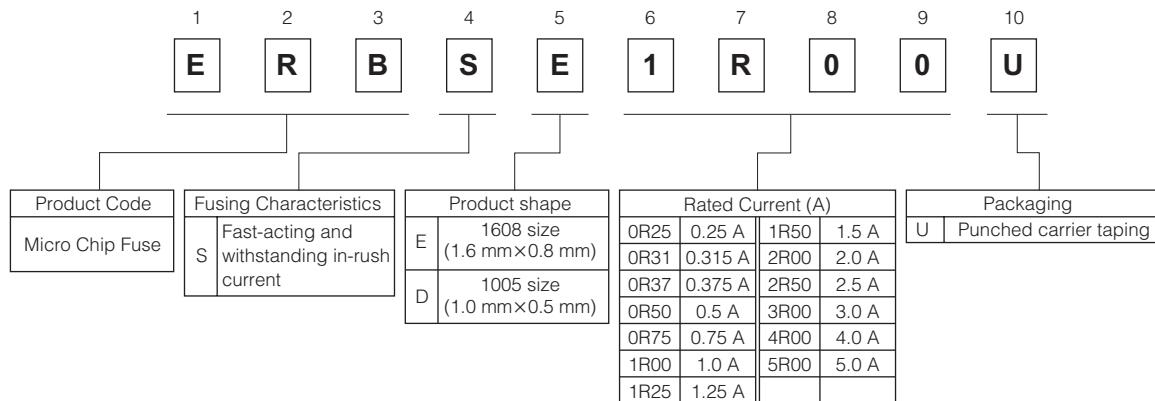 1 2 3 4 5 6 7 8 9 10
E R B S E 1 R 0 0 U
Product Code
Micro Chip Fuse
Fusing Characteristics
S Fast-acting and
withstanding in-rush
current
Product shape
E 1608 size
(1.6 mm×0.8 mm)
D 1005 size
(1.0 mm×0.5 mm)
Rated Current (A)
0R25 0.25 A 1R50 1.5 A
0R31 0.315 A 2R00 2.0 A
0R37 0.375 A 2R50 2.5 A
0R50 0.5 A 3R00 3.0 A
0R75 0.75 A 4R00 4.0 A
1R00 1.0 A 5R00 5.0 A
1R25 1.25 A
Packaging
U Punched carrier taping